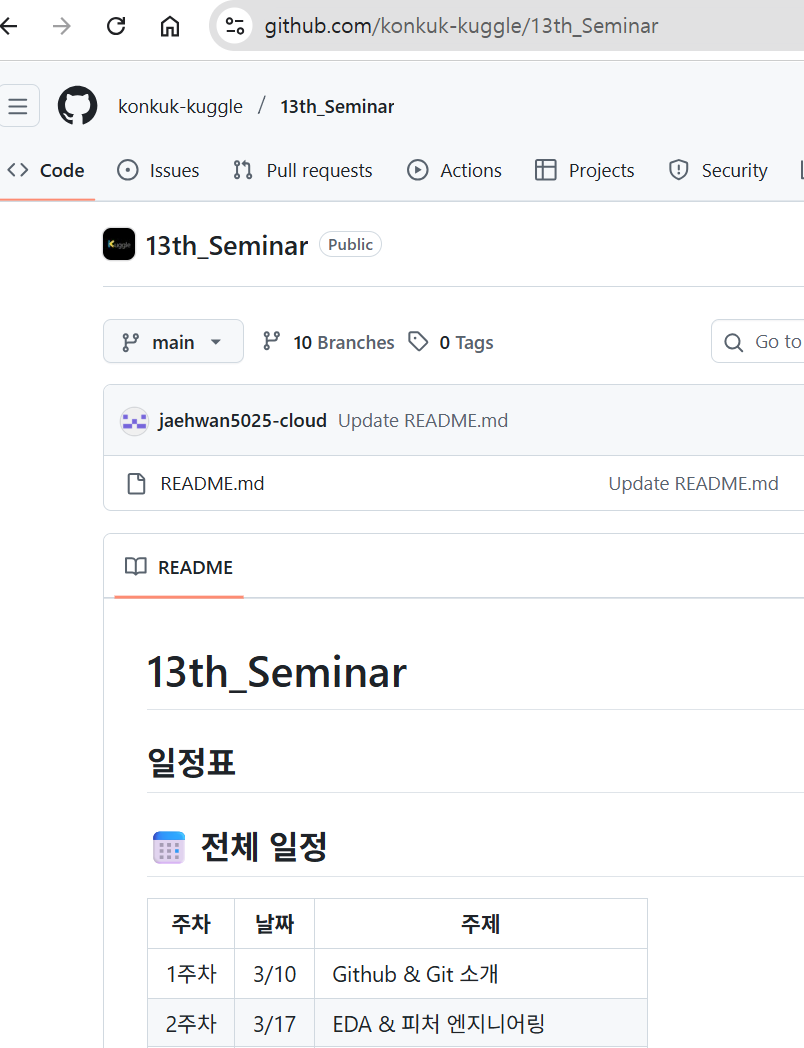 github.com/konkuk-kuggle/13th_Seminar
konkuk-kuggle / 13th_Seminar
Code Issues Pull requests Actions Projects Security
Kuggle 13th_Seminar Public
main 10 Branches 0 Tags Go to
jaehwan5025-cloud Update README.md
README.md Update README.md
README
13th_Seminar
일정표
전체 일정
주차 날짜 주제
1주차 3/10 Github & Git 소개
2주차 3/17 EDA & 피처 엔지니어링